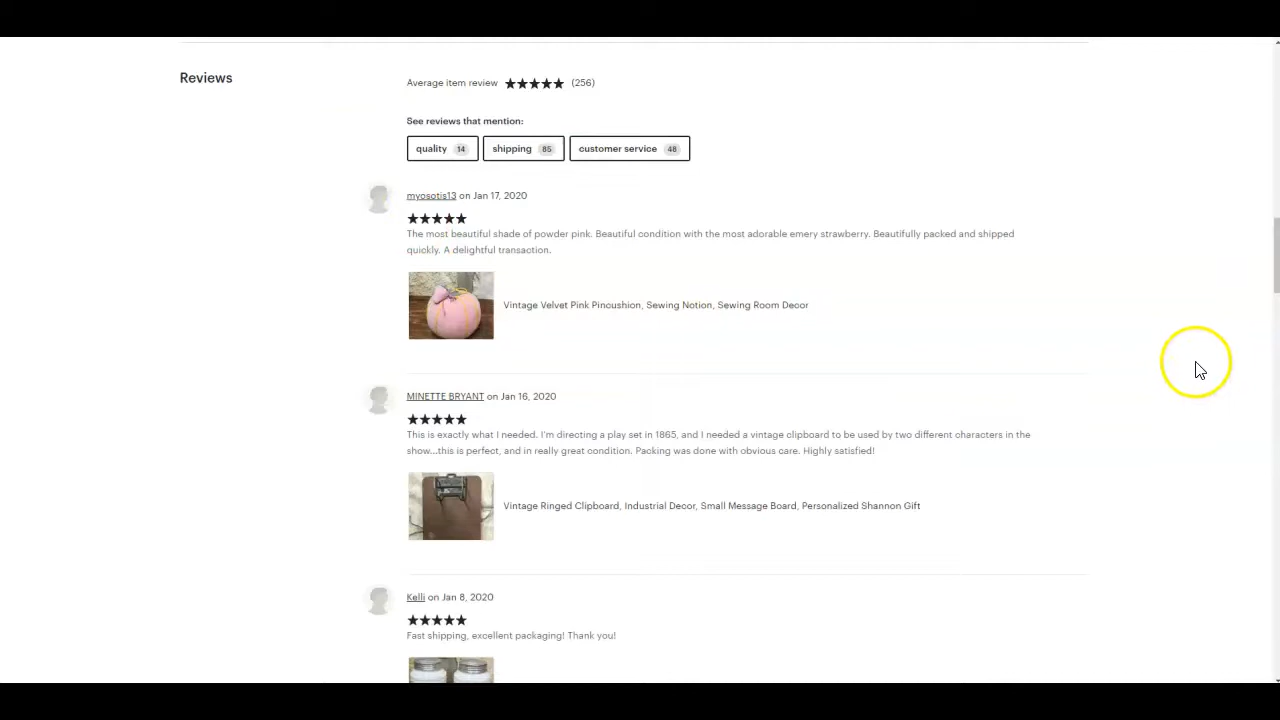 Reviews
Average item review ★★★★★ (256)
See reviews that mention:
quality 14 shipping 85 customer service 48
myosotis13 on Jan 17, 2020
★★★★★
The most beautiful shade of powder pink. Beautiful condition with the most adorable emery strawberry. Beautifully packed and shipped
quickly. A delightful transaction.
Vintage Velvet Pink Pincushion, Sewing Notion, Sewing Room Decor
MINETTE BRYANT on Jan 16, 2020
★★★★★
This is exactly what I needed. I'm directing a play set in 1865, and I needed a vintage clipboard to be used by two different characters in the
show...this is perfect, and in really great condition. Packing was done with obvious care. Highly satisfied!
Vintage Ringed Clipboard, Industrial Decor, Small Message Board, Personalized Shannon Gift
Kelli on Jan 8, 2020
★★★★★
Fast shipping, excellent packaging! Thank you!